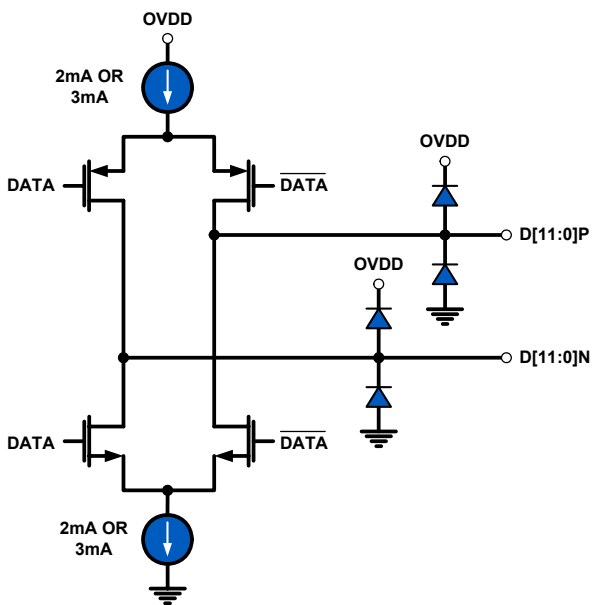 OVDD
2mA OR
3mA
OVDD
DATA
DATA
D[11:0]P
OVDD
D[11:0]N
DATA
DATA
2mA OR
3mA